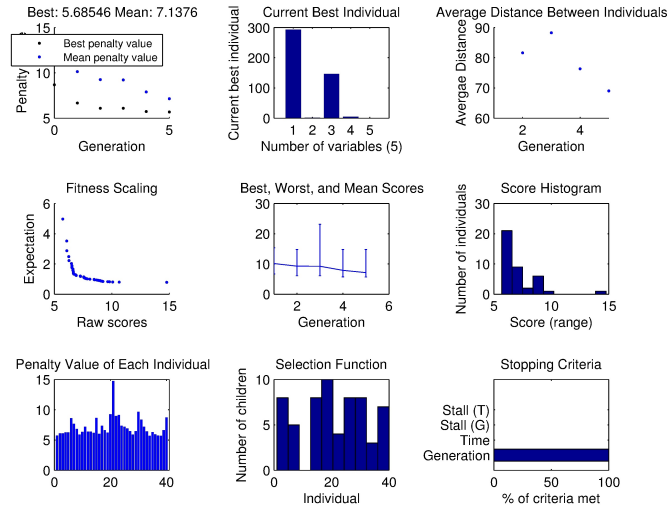 Best: 5.68546 Mean: 7.1376
Best penalty value
Mean penalty value
Penalty
15
10
5
0
5
Generation
Current Best Individual
Current best individual
300
200
100
0
1 2 3 4 5
Number of variables (5)
Average Distance Between Individuals
Avergae Distance
90
80
70
60
2 4
Generation
Fitness Scaling
Expectation
6
4
2
0
5 10 15
Raw scores
Best, Worst, and Mean Scores
30
20
10
0
2 4 6
Generation
Score Histogram
Number of individuals
30
20
10
0
5 10 15
Score (range)
Penalty Value of Each Individual
15
10
5
0
0 20 40
Selection Function
Number of children
10
5
0
0 20 40
Individual
Stopping Criteria
Stall (T)
Stall (G)
Time
Generation
0 50 100
% of criteria met